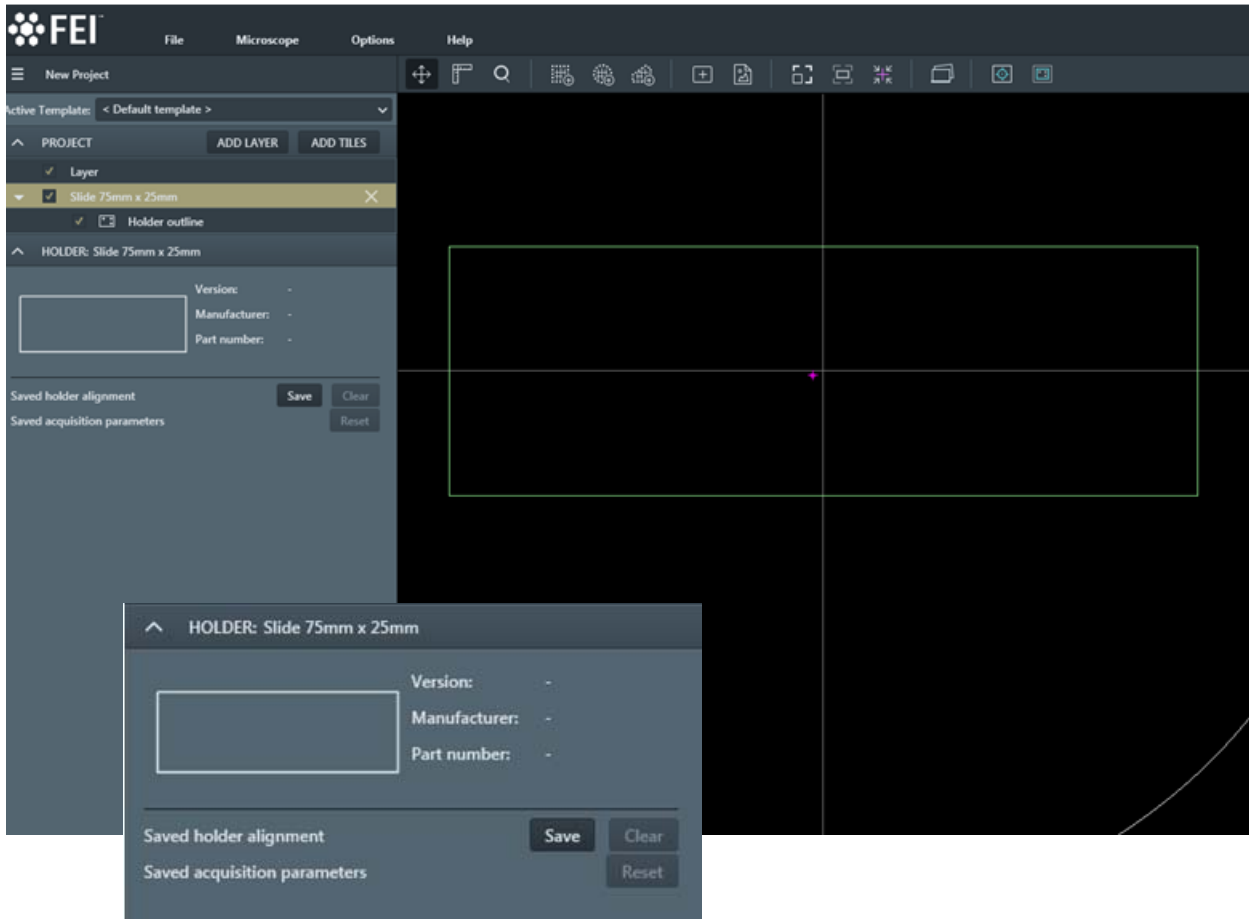 FEI™
File Microscope Options Help
New Project
Active Template: < Default template >
PROJECT ADD LAYER ADD TILES
Layer
Slide 75mm x 25mm
Holder outline
HOLDER: Slide 75mm x 25mm
Version: -
Manufacturer: -
Part number: -
Saved holder alignment Save Clear
Saved acquisition parameters Reset
HOLDER: Slide 75mm x 25mm
Version: -
Manufacturer: -
Part number: -
Saved holder alignment Save Clear
Saved acquisition parameters Reset